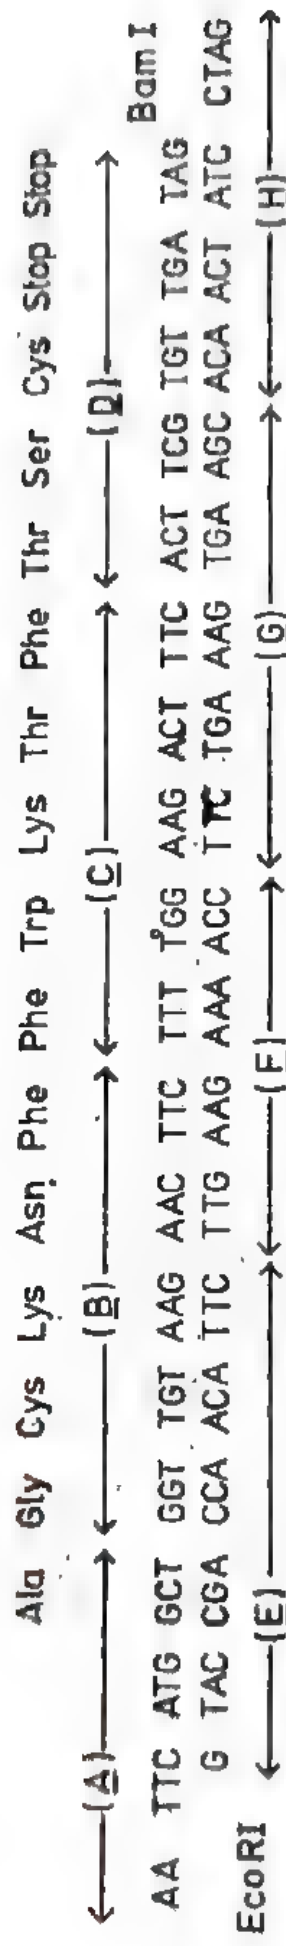 Ala Gly Cys Lys Asn Phe Phe Trp Lys Thr Phe Thr Ser Cys Stop Stop
(A) (B) (C) (D)
Bam I
AA TTC ATG GCT GGT TGT AAG AAC TTC TTT TGG AAG ACT TTC ACT TCG TGT TGA TAG
G TAC CGA CCA ACA TTC TTG AAG AAA ACC TTC TGA AAG TGA AGC ACA ACT ATC CTAG
EcoRI
(E) (F) (G) (H)